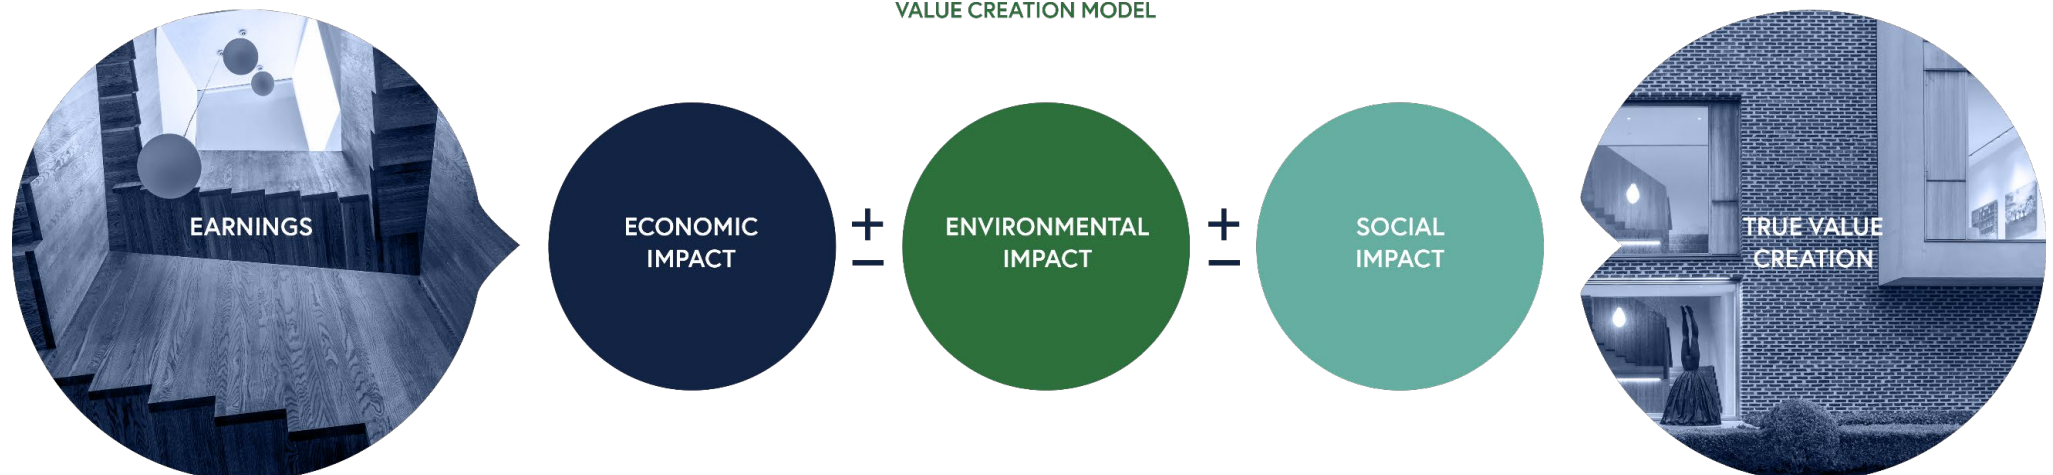 VALUE CREATION MODEL
EARNINGS
ECONOMIC
IMPACT
+
−
ENVIRONMENTAL
IMPACT
+
−
SOCIAL
IMPACT
TRUE VALUE
CREATION